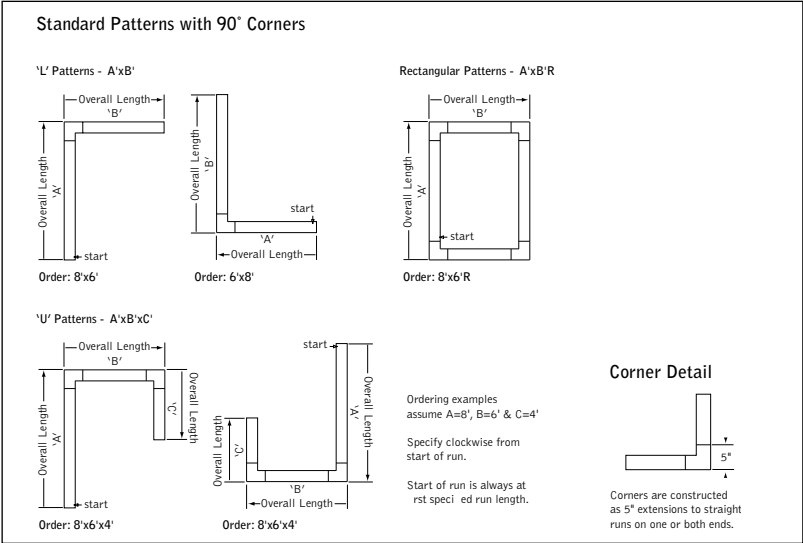 Standard Patterns with 90° Corners
‘L’ Patterns - A'xB'
Overall Length
‘B’
Overall Length
‘A’
start
Order: 8'x6'
Overall Length
‘B’
start
‘A’
Overall Length
Order: 6'x8'
Rectangular Patterns - A'xB'R
Overall Length
‘B’
Overall Length
‘A’
start
Order: 8'x6'R
‘U’ Patterns - A'xB'xC'
Overall Length
‘B’
Overall Length
‘A’
Overall Length
‘C’
start
Order: 8'x6'x4'
start
Overall Length
‘A’
Overall Length
‘C’
‘B’
Overall Length
Order: 8'x6'x4'
Ordering examples
assume A=8', B=6' & C=4'
Specify clockwise from
start of run.
Start of run is always at
rst speci ed run length.
Corner Detail
5"
Corners are constructed
as 5" extensions to straight
runs on one or both ends.